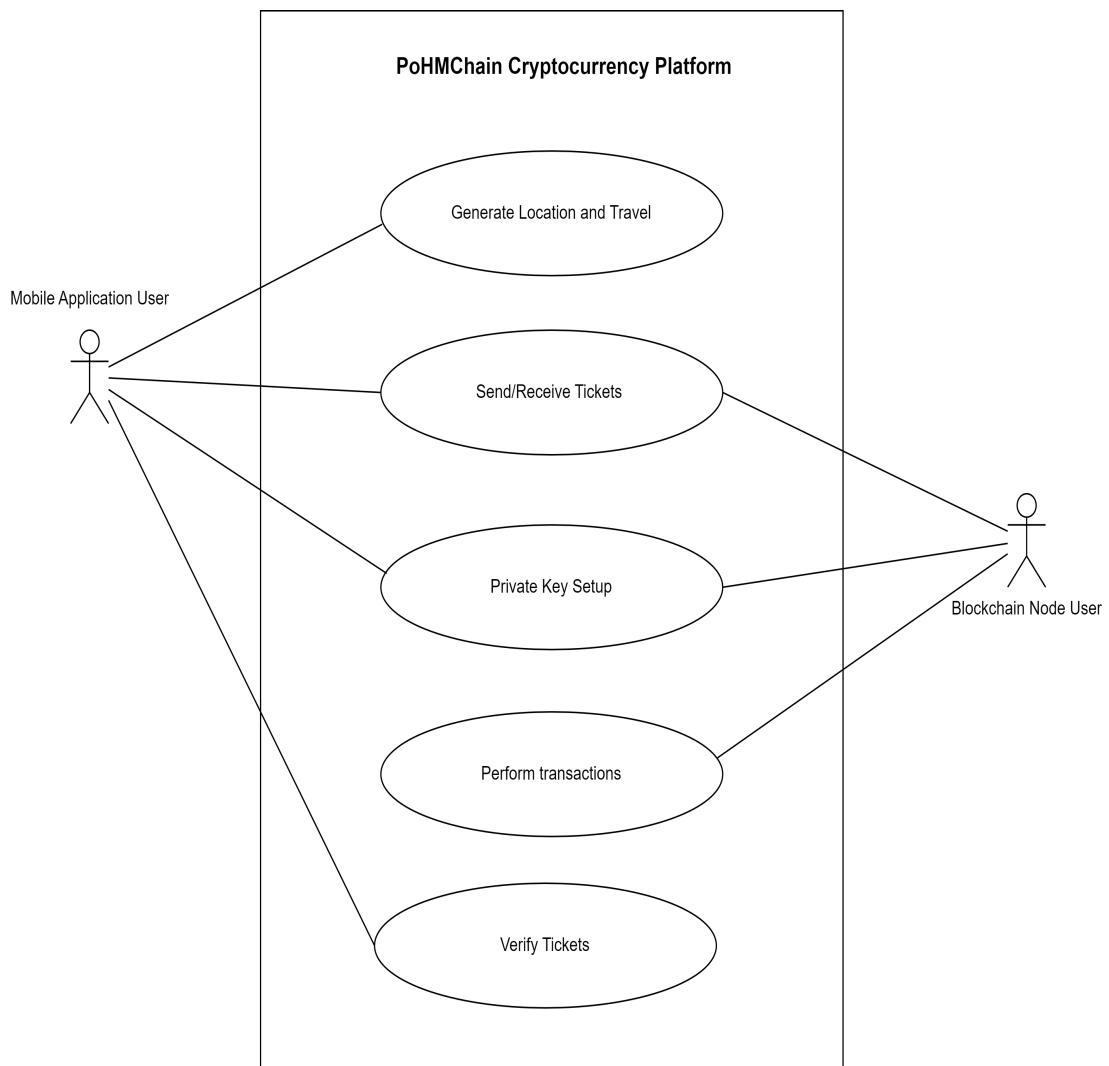 PoHMChain Cryptocurrency Platform
Generate Location and Travel
Mobile Application User
Send/Receive Tickets
Private Key Setup
Blockchain Node User
Perform transactions
Verify Tickets